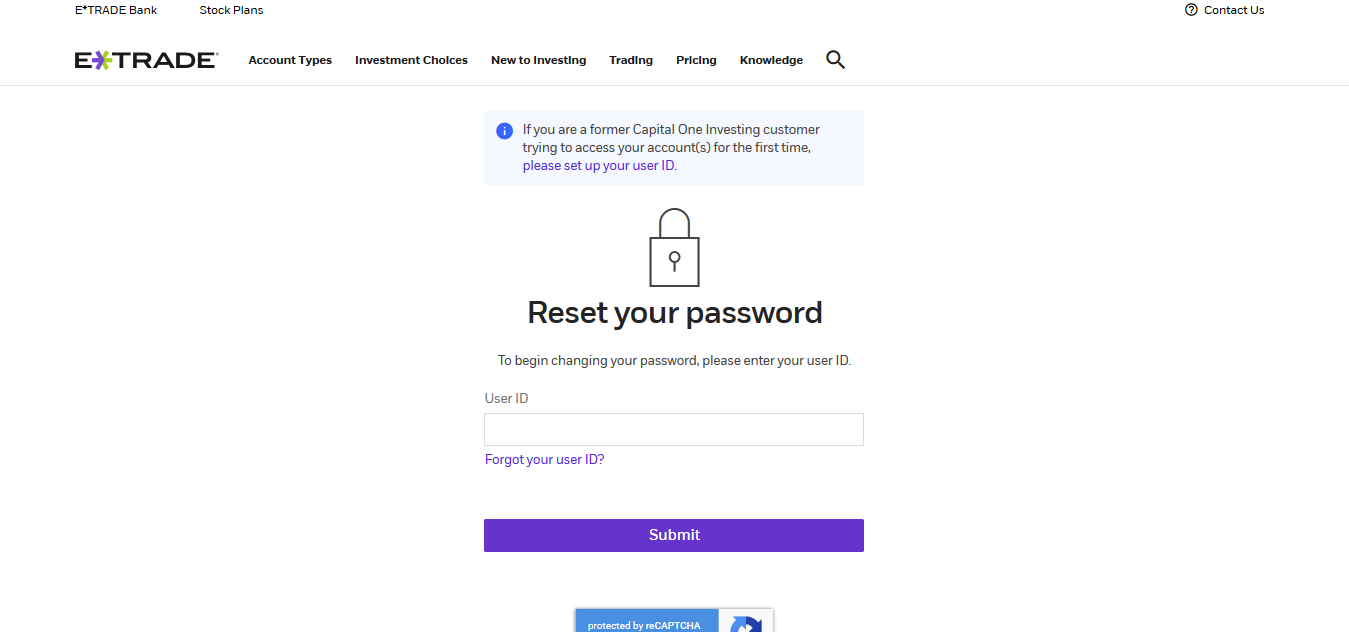 E*TRADE Bank
Stock Plans
Contact Us
E*TRADE
Account Types
Investment Choices
New to Investing
Trading
Pricing
Knowledge
If you are a former Capital One Investing customer
trying to access your account(s) for the first time,
please set up your user ID.
Reset your password
To begin changing your password, please enter your user ID.
User ID
Forgot your user ID?
Submit
protected by reCAPTCHA